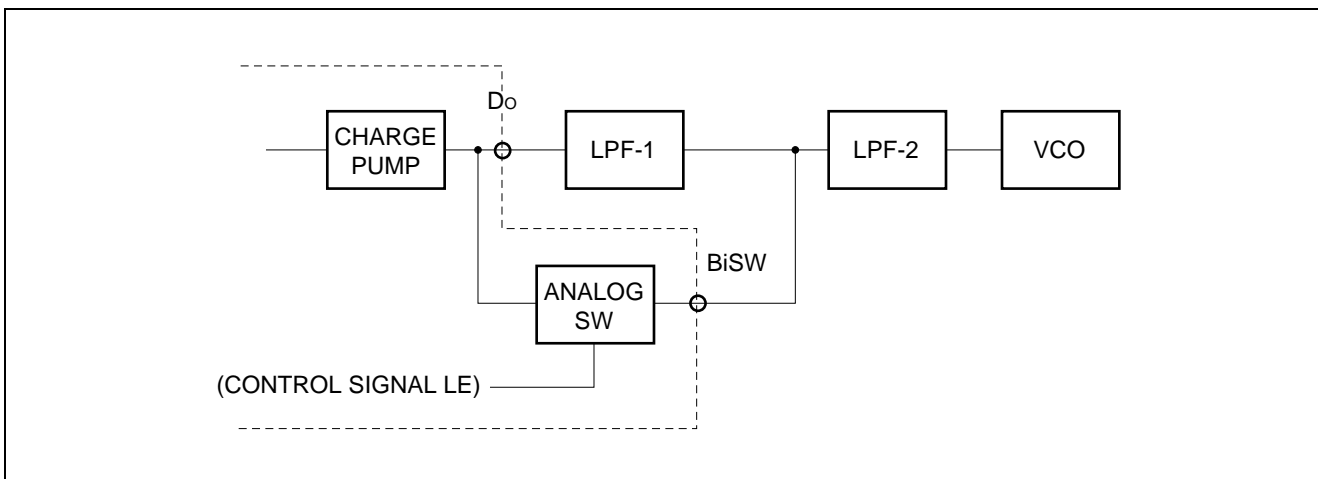 Do
CHARGE
PUMP
LPF-1
LPF-2
VCO
BiSW
ANALOG
SW
(CONTROL SIGNAL LE)